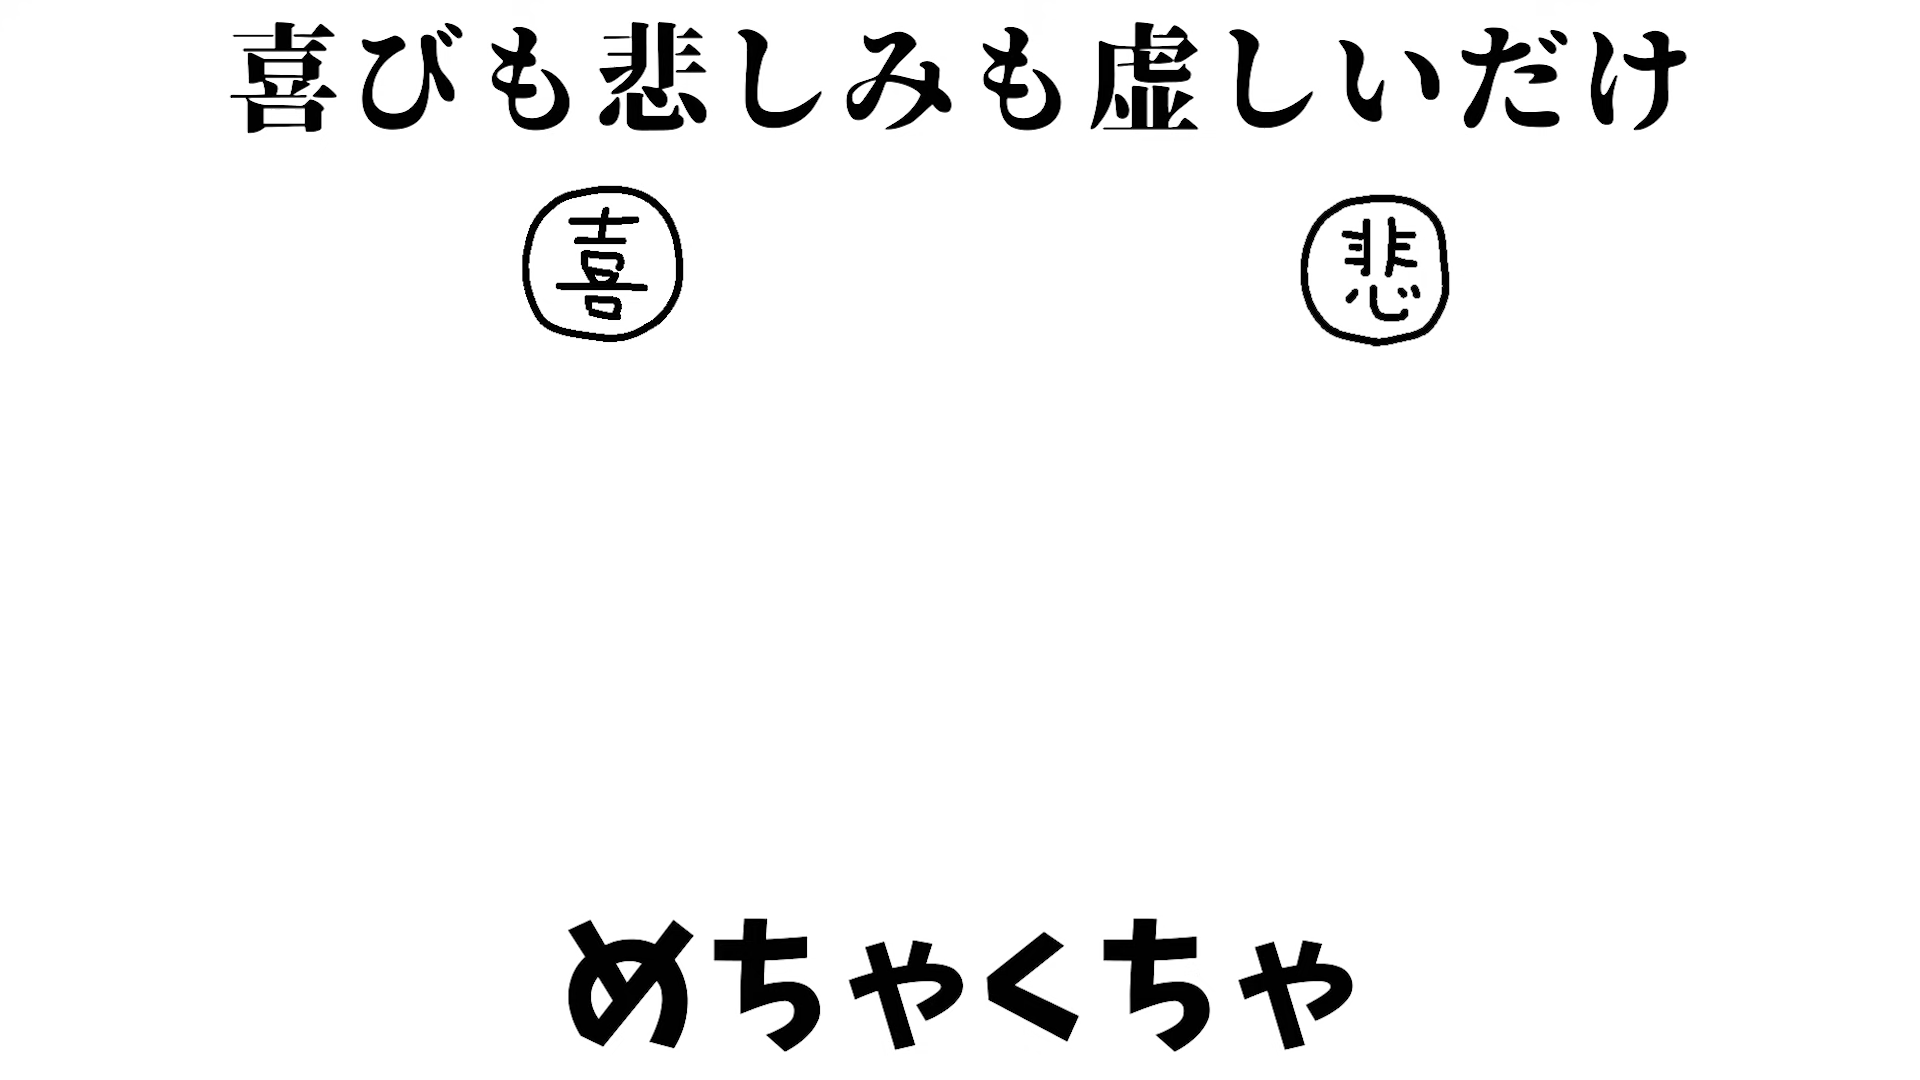 喜びも悲しみも虚しいだけ
喜 悲
めちゃくちゃ